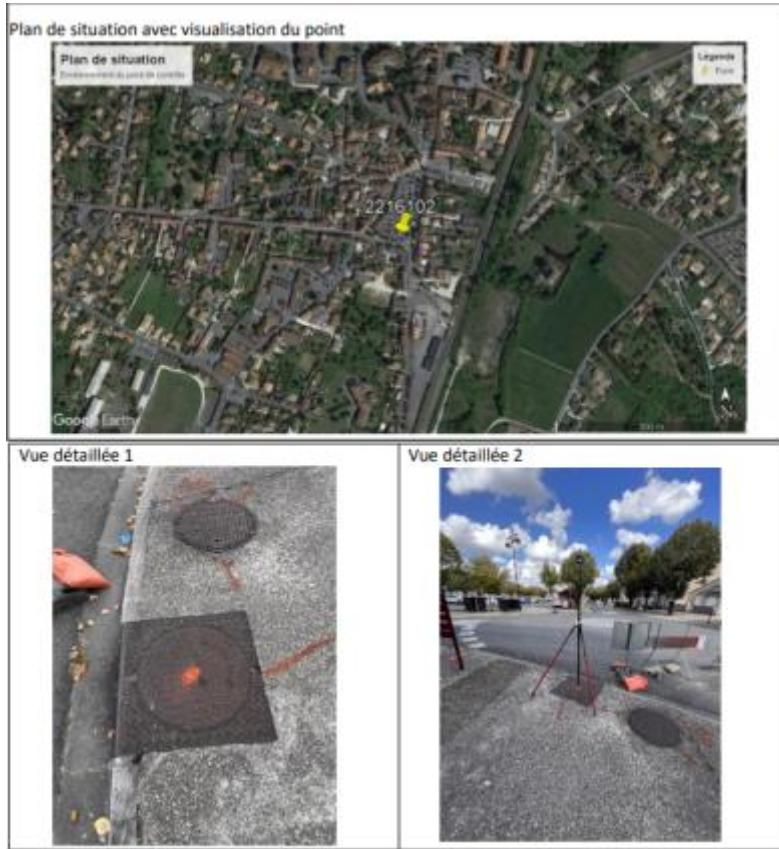 Plan de situation avec visualisation du point
Plan de situation
Légende
2216102
Google Earth
Vue détaillée 1
Vue détaillée 2